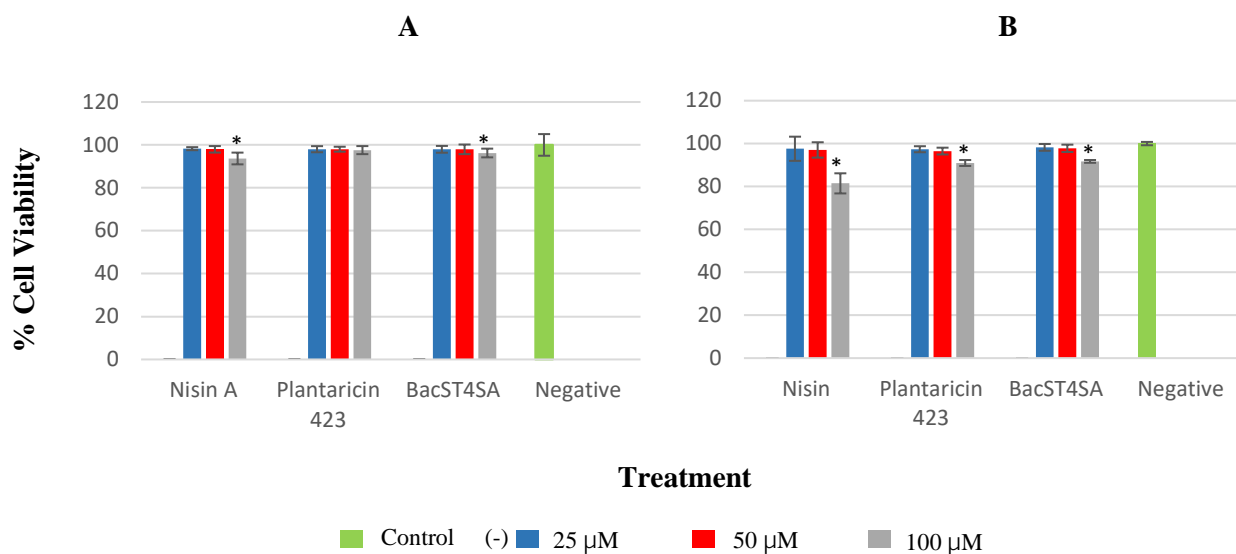 A
B
% Cell Viability
120
100
80
60
40
20
0
* *
Nisin A Plantaricin 423 BacST4SA Negative
120
100
80
60
40
20
0
* * *
Nisin Plantaricin 423 BacST4SA Negative
Treatment
Control (-) 25 µM 50 µM 100 µM